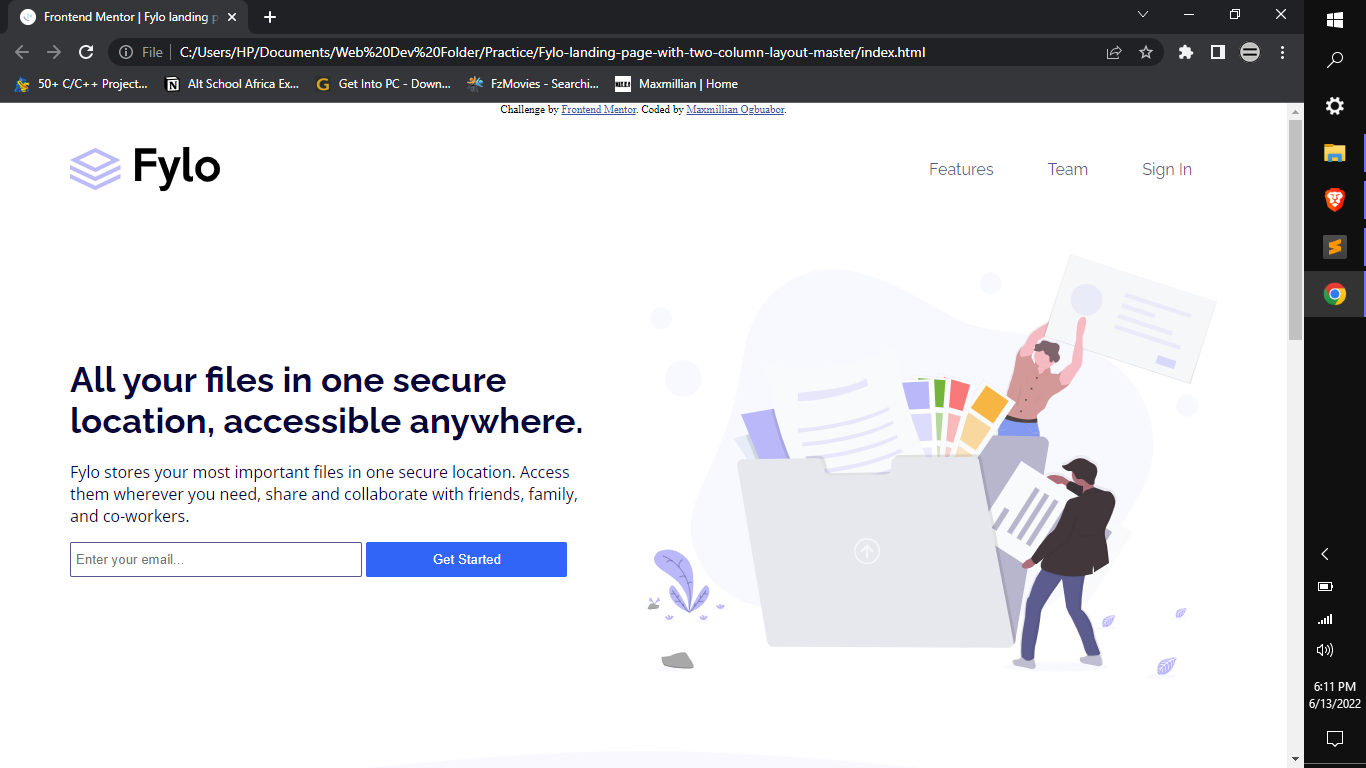 Frontend Mentor | Fylo landing p
File
C:/Users/HP/Documents/Web%20Dev%20Folder/Practice/Fylo-landing-page-with-two-column-layout-master/index.html
50+ C/C++ Project...
Alt School Africa Ex...
Get Into PC - Down...
FzMovies - Searchi...
Maxmillian | Home
Challenge by Frontend Mentor. Coded by Maxmillian Ogbuabor.
Fylo
Features
Team
Sign In
All your files in one secure
location, accessible anywhere.
Fylo stores your most important files in one secure location. Access
them wherever you need, share and collaborate with friends, family,
and co-workers.
Enter your email...
Get Started
6:11 PM
6/13/2022